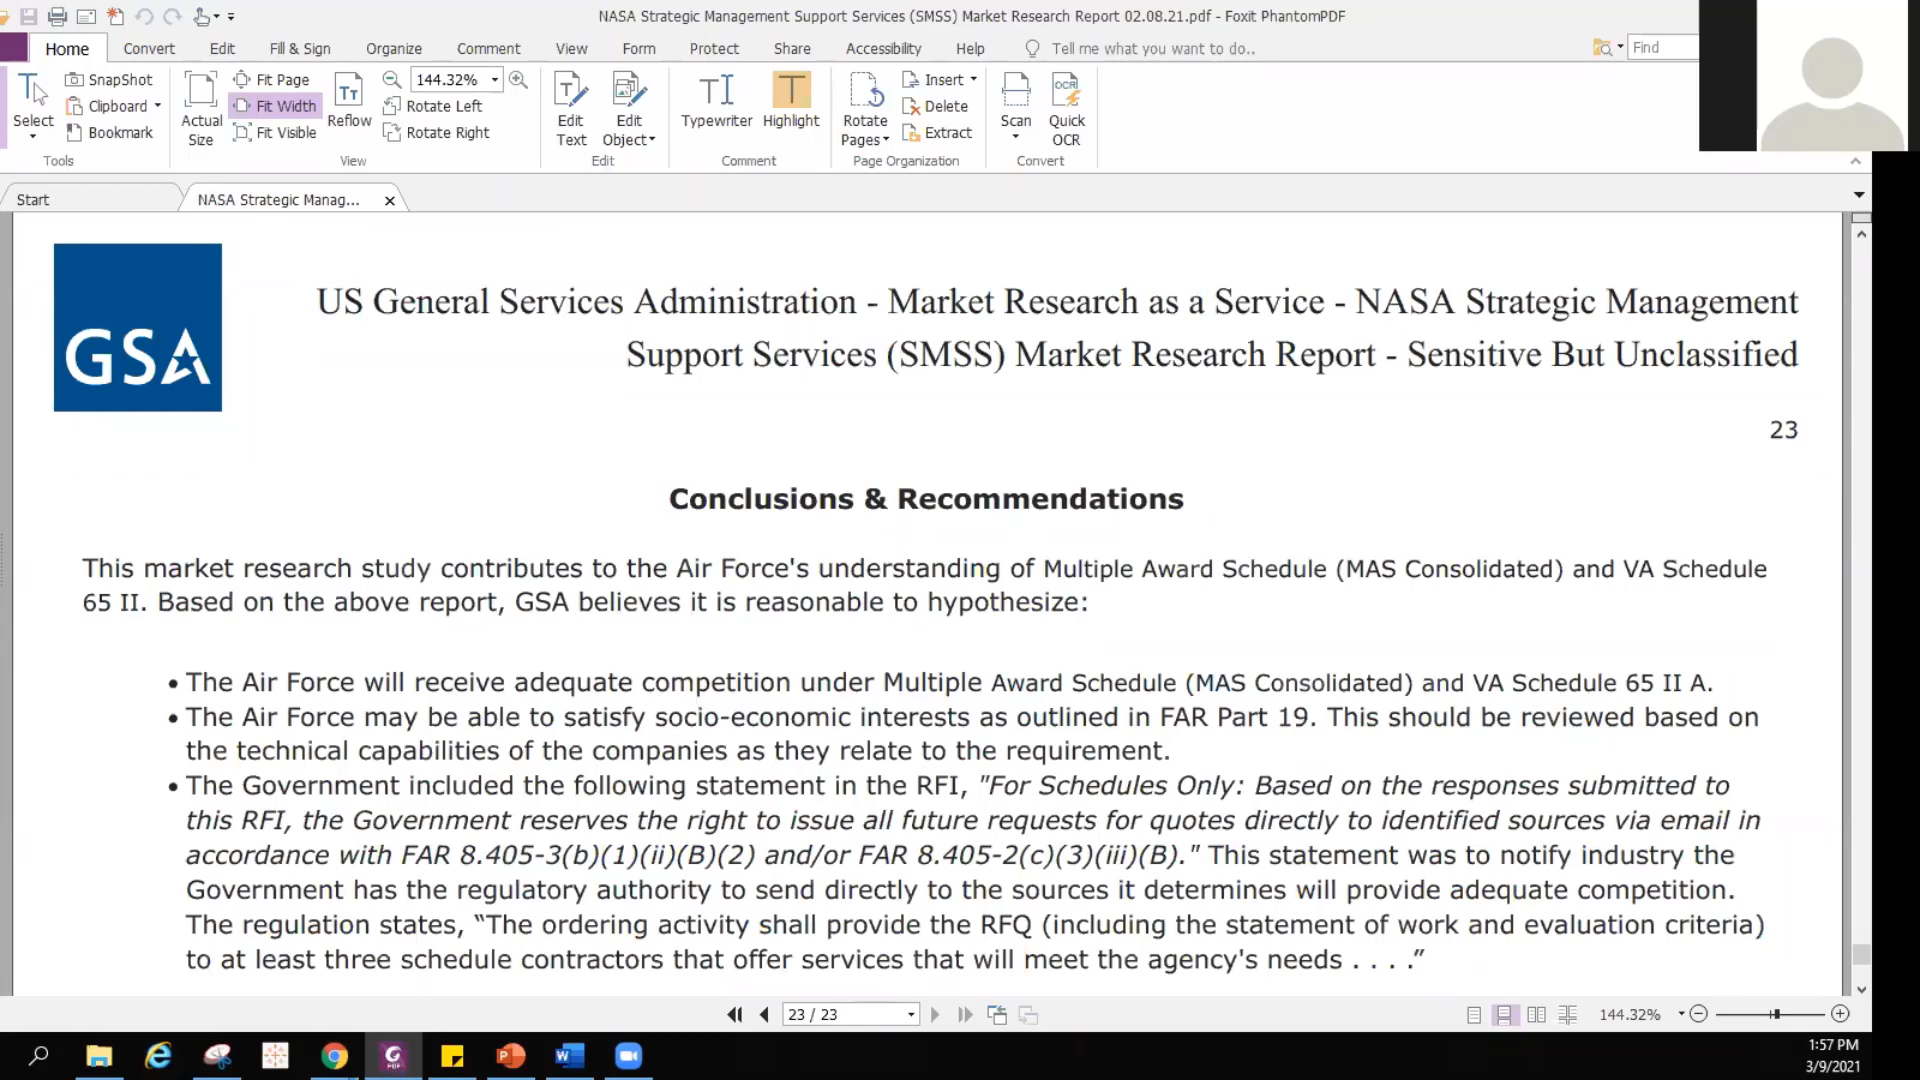 NASA Strategic Management Support Services (SMSS) Market Research Report 02.08.21.pdf - Foxit PhantomPDF
Home Convert Edit Fill & Sign Organize Comment View Form Protect Share Accessibility Help Tell me what you want to do.. Find
SnapShot Fit Page 144.32% Insert
Select Clipboard Actual Size Fit Width Reflow Rotate Left Edit Text Edit Object Typewriter Highlight Rotate Pages Delete Scan Quick OCR
Bookmark Fit Visible Rotate Right Extract
Tools View Edit Comment Page Organization Convert
Start NASA Strategic Manag...
GSA
US General Services Administration - Market Research as a Service - NASA Strategic Management
Support Services (SMSS) Market Research Report - Sensitive But Unclassified
23
Conclusions & Recommendations
This market research study contributes to the Air Force's understanding of Multiple Award Schedule (MAS Consolidated) and VA Schedule
65 II. Based on the above report, GSA believes it is reasonable to hypothesize:
• The Air Force will receive adequate competition under Multiple Award Schedule (MAS Consolidated) and VA Schedule 65 II A.
• The Air Force may be able to satisfy socio-economic interests as outlined in FAR Part 19. This should be reviewed based on
the technical capabilities of the companies as they relate to the requirement.
• The Government included the following statement in the RFI, "For Schedules Only: Based on the responses submitted to
this RFI, the Government reserves the right to issue all future requests for quotes directly to identified sources via email in
accordance with FAR 8.405-3(b)(1)(ii)(B)(2) and/or FAR 8.405-2(c)(3)(iii)(B)." This statement was to notify industry the
Government has the regulatory authority to send directly to the sources it determines will provide adequate competition.
The regulation states, “The ordering activity shall provide the RFQ (including the statement of work and evaluation criteria)
to at least three schedule contractors that offer services that will meet the agency's needs . . . .”
23 / 23 144.32%
1:57 PM
3/9/2021